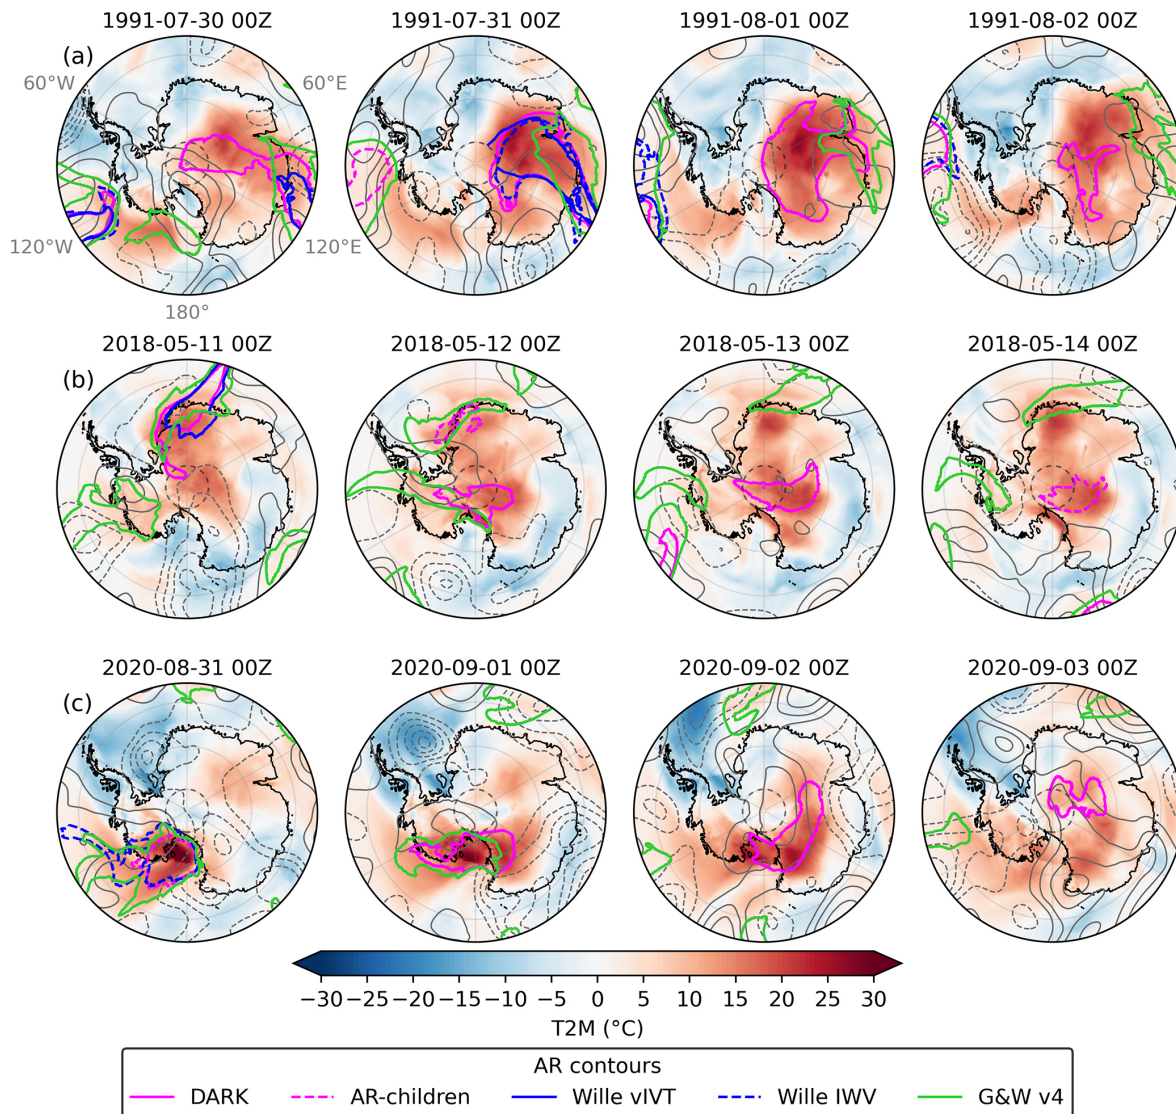 1991-07-30 00Z 1991-07-31 00Z 1991-08-01 00Z 1991-08-02 00Z
(a)
60°W 60°E
120°W 120°E
180°
2018-05-11 00Z 2018-05-12 00Z 2018-05-13 00Z 2018-05-14 00Z
(b)
2020-08-31 00Z 2020-09-01 00Z 2020-09-02 00Z 2020-09-03 00Z
(c)
−30 −25 −20 −15 −10 −5 0 5 10 15 20 25 30
T2M (°C)
AR contours
DARK AR-children Wille vIVT Wille IWV G&W v4